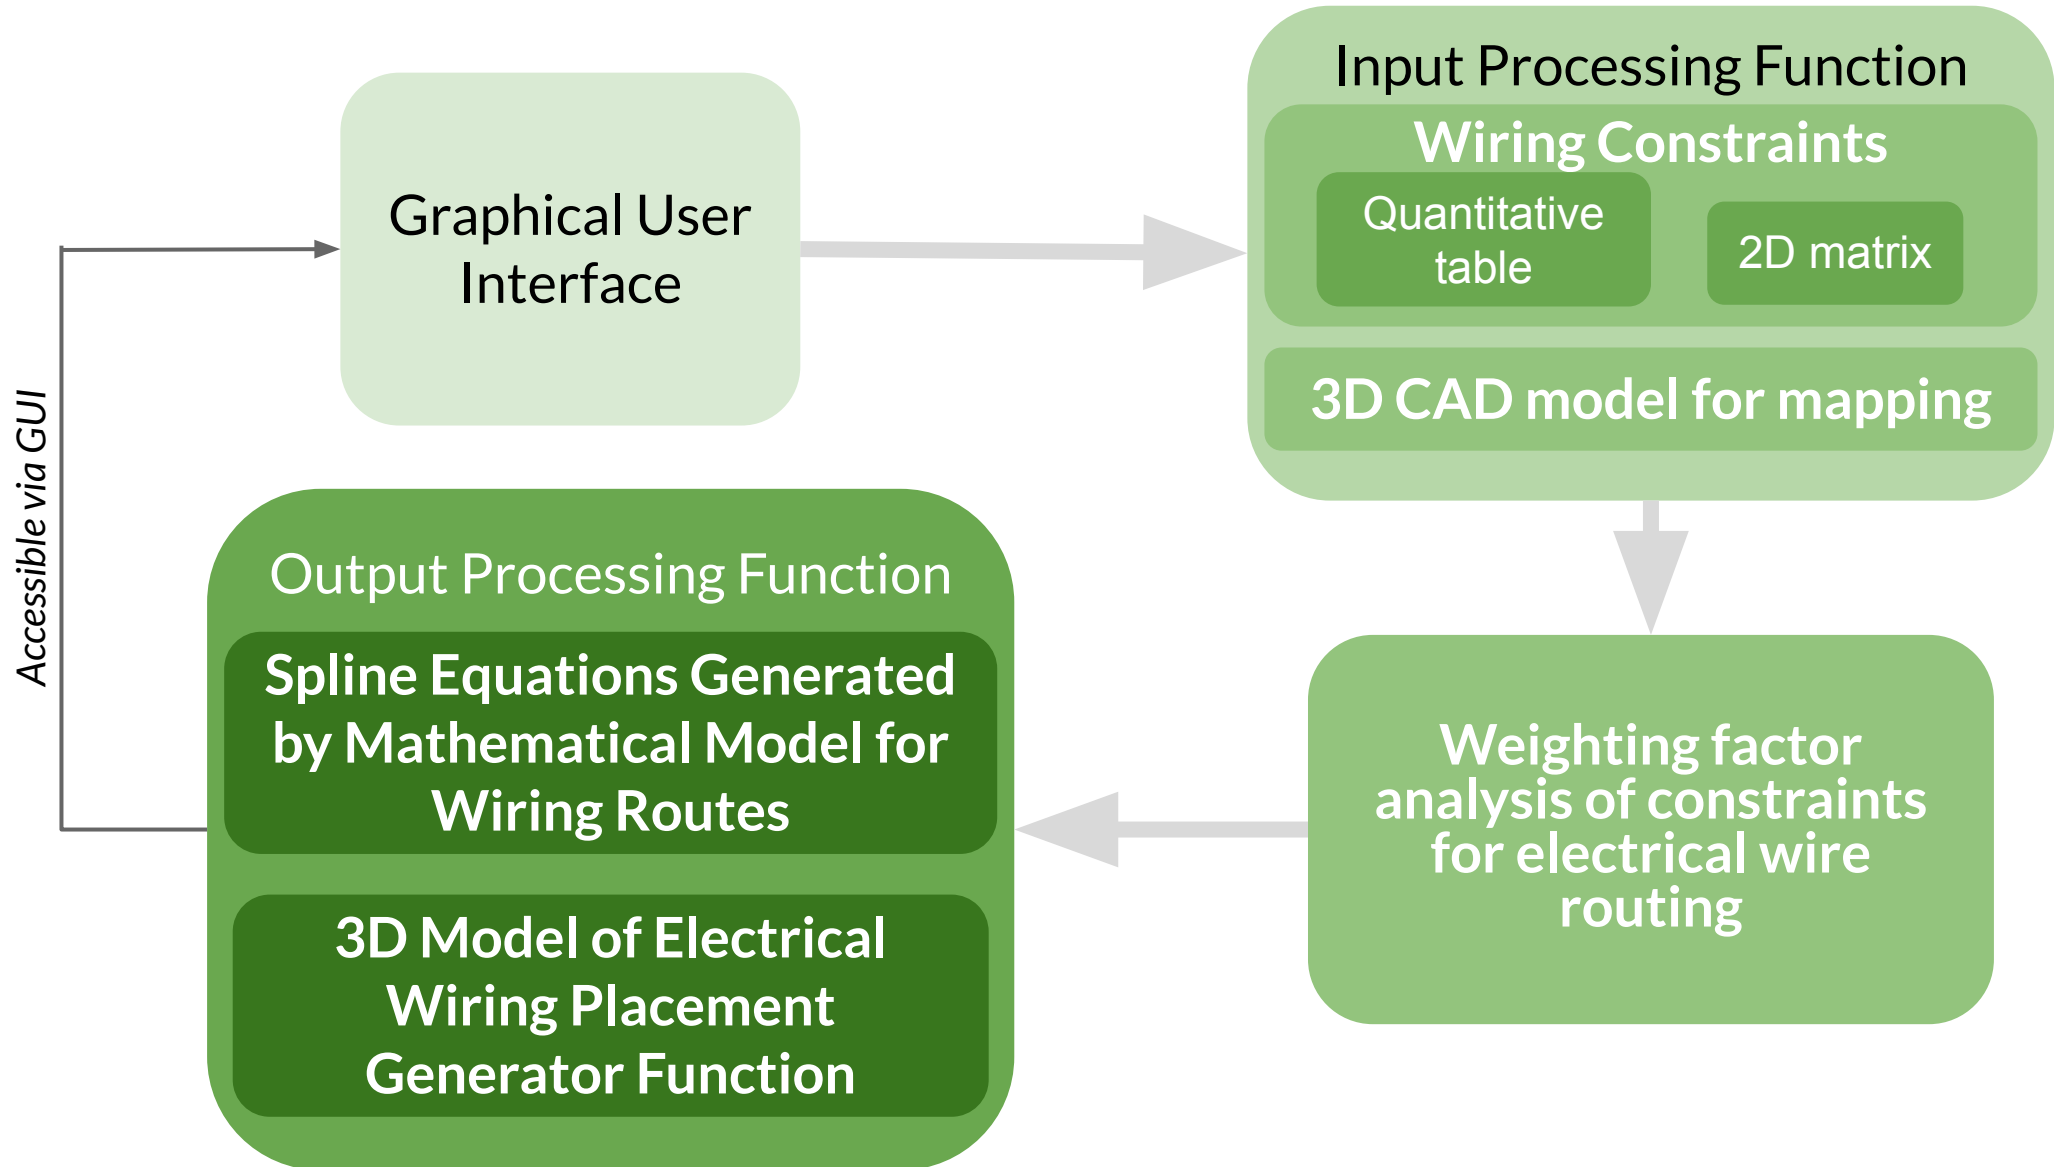 Graphical User
Interface
Input Processing Function
Wiring Constraints
Quantitative
table
2D matrix
3D CAD model for mapping
Weighting factor
analysis of constraints
for electrical wire
routing
Output Processing Function
Spline Equations Generated
by Mathematical Model for
Wiring Routes
3D Model of Electrical
Wiring Placement
Generator Function
Accessible via GUI